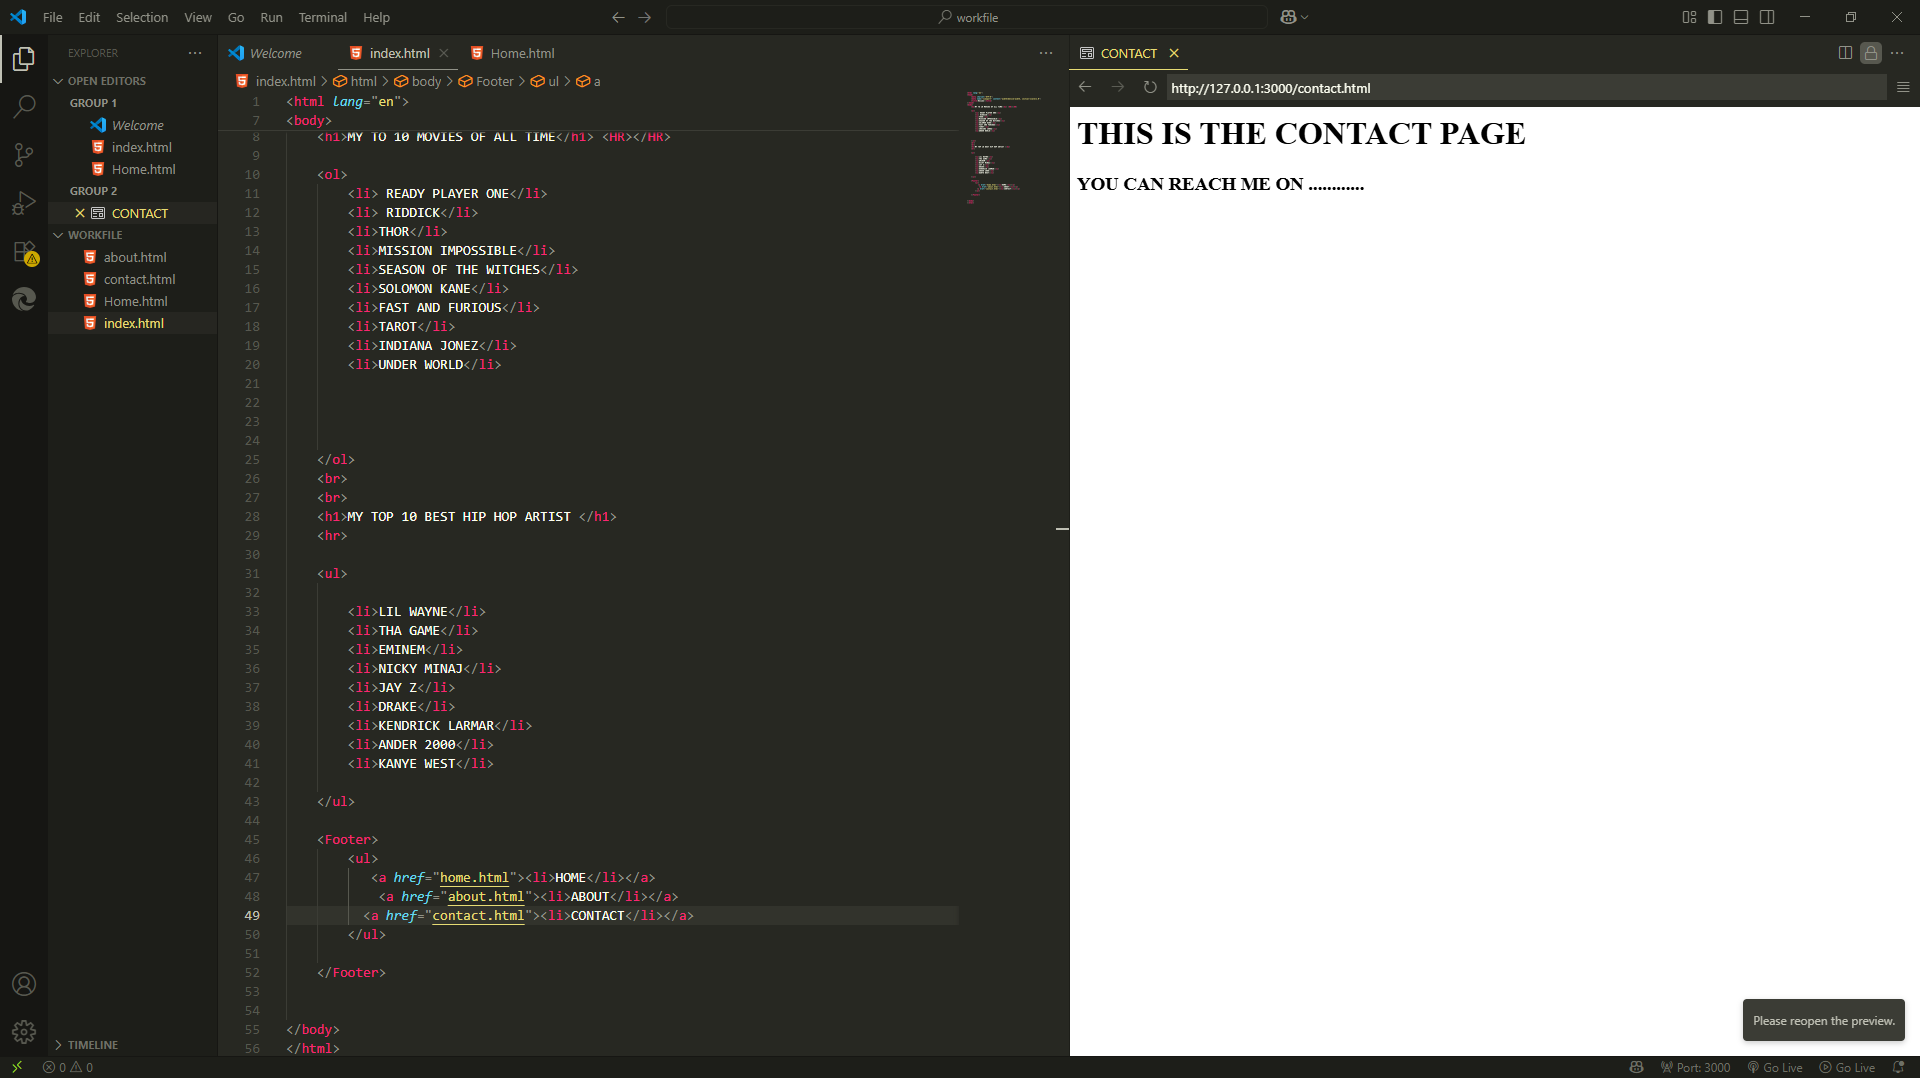 File Edit Selection View Go Run Terminal Help
workfile
EXPLORER
OPEN EDITORS
GROUP 1
Welcome
index.html
Home.html
GROUP 2
CONTACT
WORKFILE
about.html
contact.html
Home.html
index.html
TIMELINE
Welcome index.html Home.html
index.html > html > body > Footer > ul > a
1 <html lang="en">
7 <body>
8 <h1>MY TO 10 MOVIES OF ALL TIME</h1> <HR></HR>
9
10 <ol>
11 <li> READY PLAYER ONE</li>
12 <li> RIDDICK</li>
13 <li>THOR</li>
14 <li>MISSION IMPOSSIBLE</li>
15 <li>SEASON OF THE WITCHES</li>
16 <li>SOLOMON KANE</li>
17 <li>FAST AND FURIOUS</li>
18 <li>TAROT</li>
19 <li>INDIANA JONEZ</li>
20 <li>UNDER WORLD</li>
21
22
23
24
25 </ol>
26 <br>
27 <br>
28 <h1>MY TOP 10 BEST HIP HOP ARTIST </h1>
29 <hr>
30
31 <ul>
32
33 <li>LIL WAYNE</li>
34 <li>THA GAME</li>
35 <li>EMINEM</li>
36 <li>NICKY MINAJ</li>
37 <li>JAY Z</li>
38 <li>DRAKE</li>
39 <li>KENDRICK LARMAR</li>
40 <li>ANDER 2000</li>
41 <li>KANYE WEST</li>
42
43 </ul>
44
45 <Footer>
46 <ul>
47 <a href="home.html"><li>HOME</li></a>
48 <a href="about.html"><li>ABOUT</li></a>
49 <a href="contact.html"><li>CONTACT</li></a>
50 </ul>
51
52 </Footer>
53
54
55 </body>
56 </html>
CONTACT
http://127.0.0.1:3000/contact.html
THIS IS THE CONTACT PAGE
YOU CAN REACH ME ON ............
Please reopen the preview.
0 0
Port: 3000 Go Live Go Live